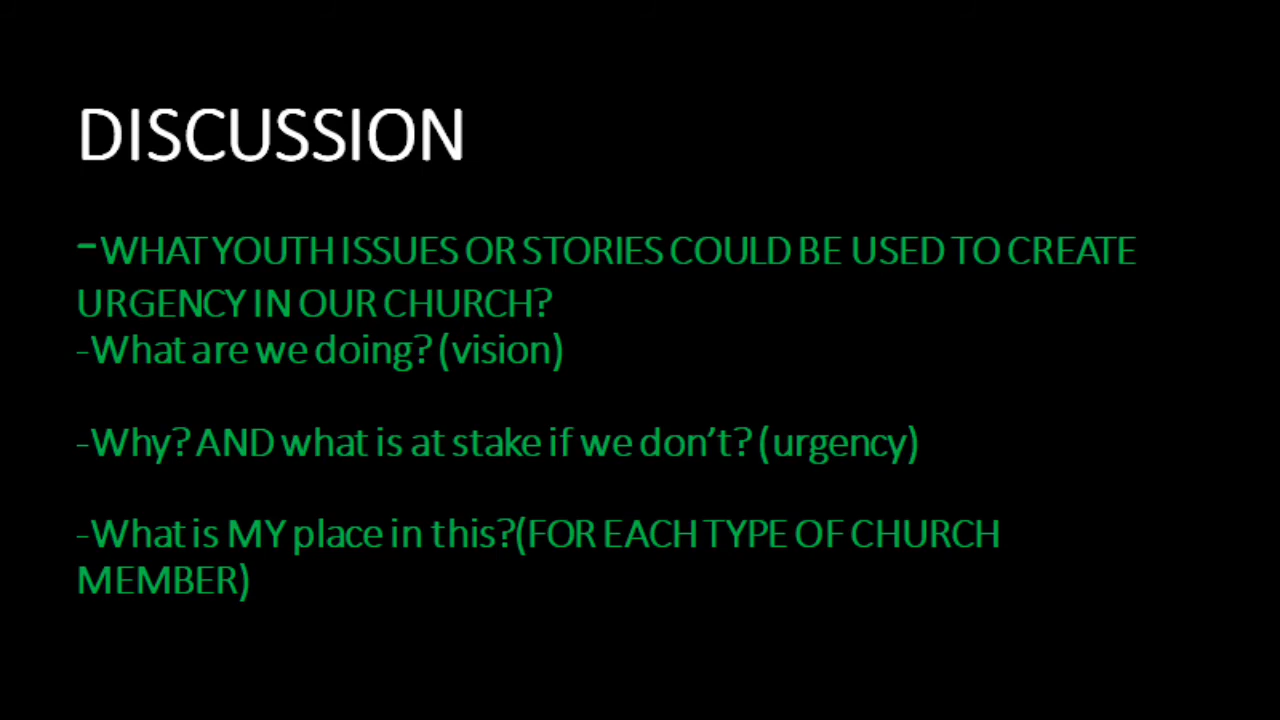 DISCUSSION
-WHAT YOUTH ISSUES OR STORIES COULD BE USED TO CREATE
URGENCY IN OUR CHURCH?
-What are we doing? (vision)
-Why? AND what is at stake if we don't? (urgency)
-What is MY place in this?(FOR EACH TYPE OF CHURCH
MEMBER)